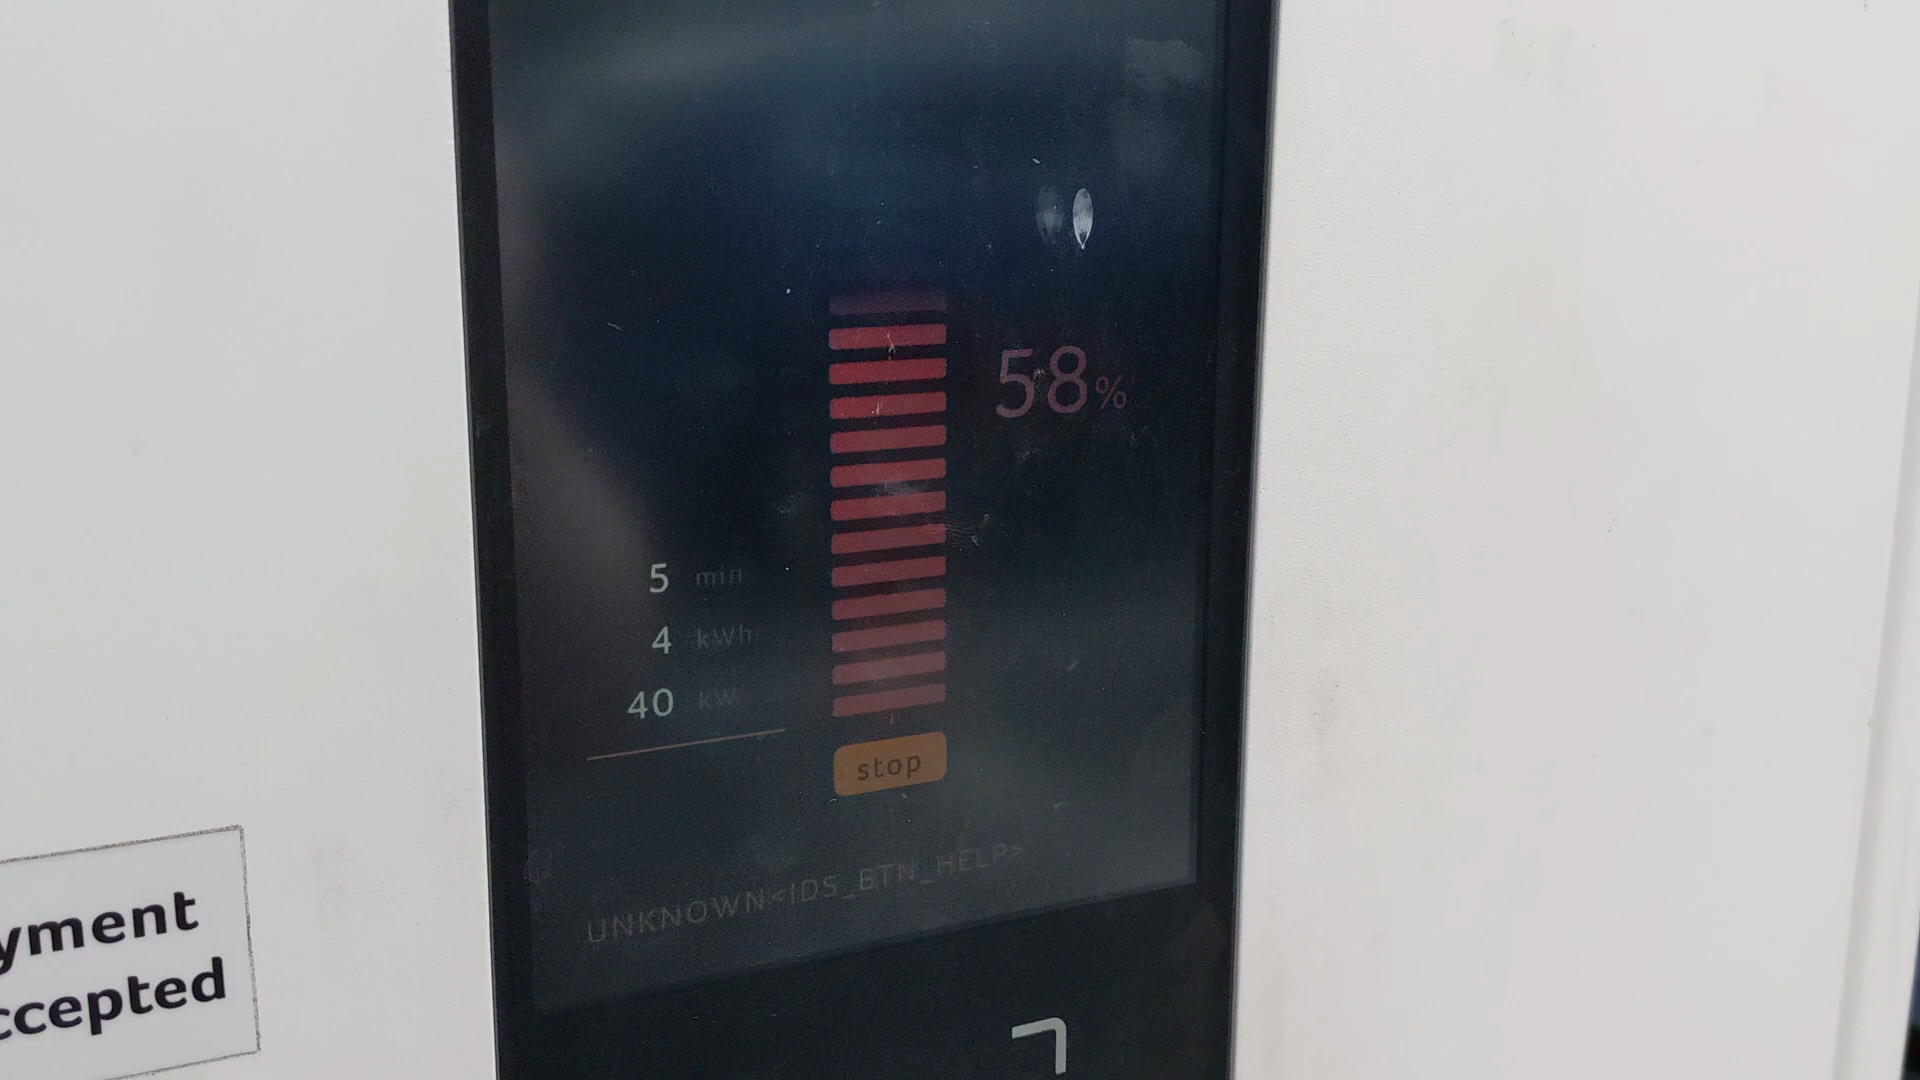 58%
5 min
4 kWh
40 kW
stop
UNKNOWN<IDS_BTN_HELP>
yment
ccepted